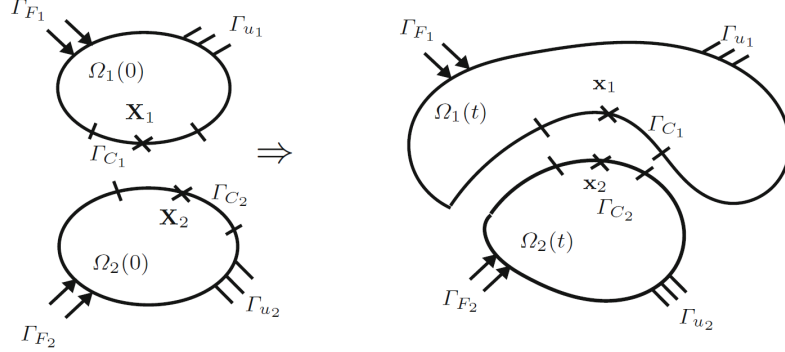 Γ_{F_1}
Γ_{u_1}
Ω_1(0)
X_1
Γ_{C_1}
Γ_{C_2}
X_2
Ω_2(0)
Γ_{u_2}
Γ_{F_2}
⇒
Γ_{F_1}
Γ_{u_1}
x_1
Ω_1(t)
Γ_{C_1}
x_2
Γ_{C_2}
Ω_2(t)
Γ_{F_2}
Γ_{u_2}